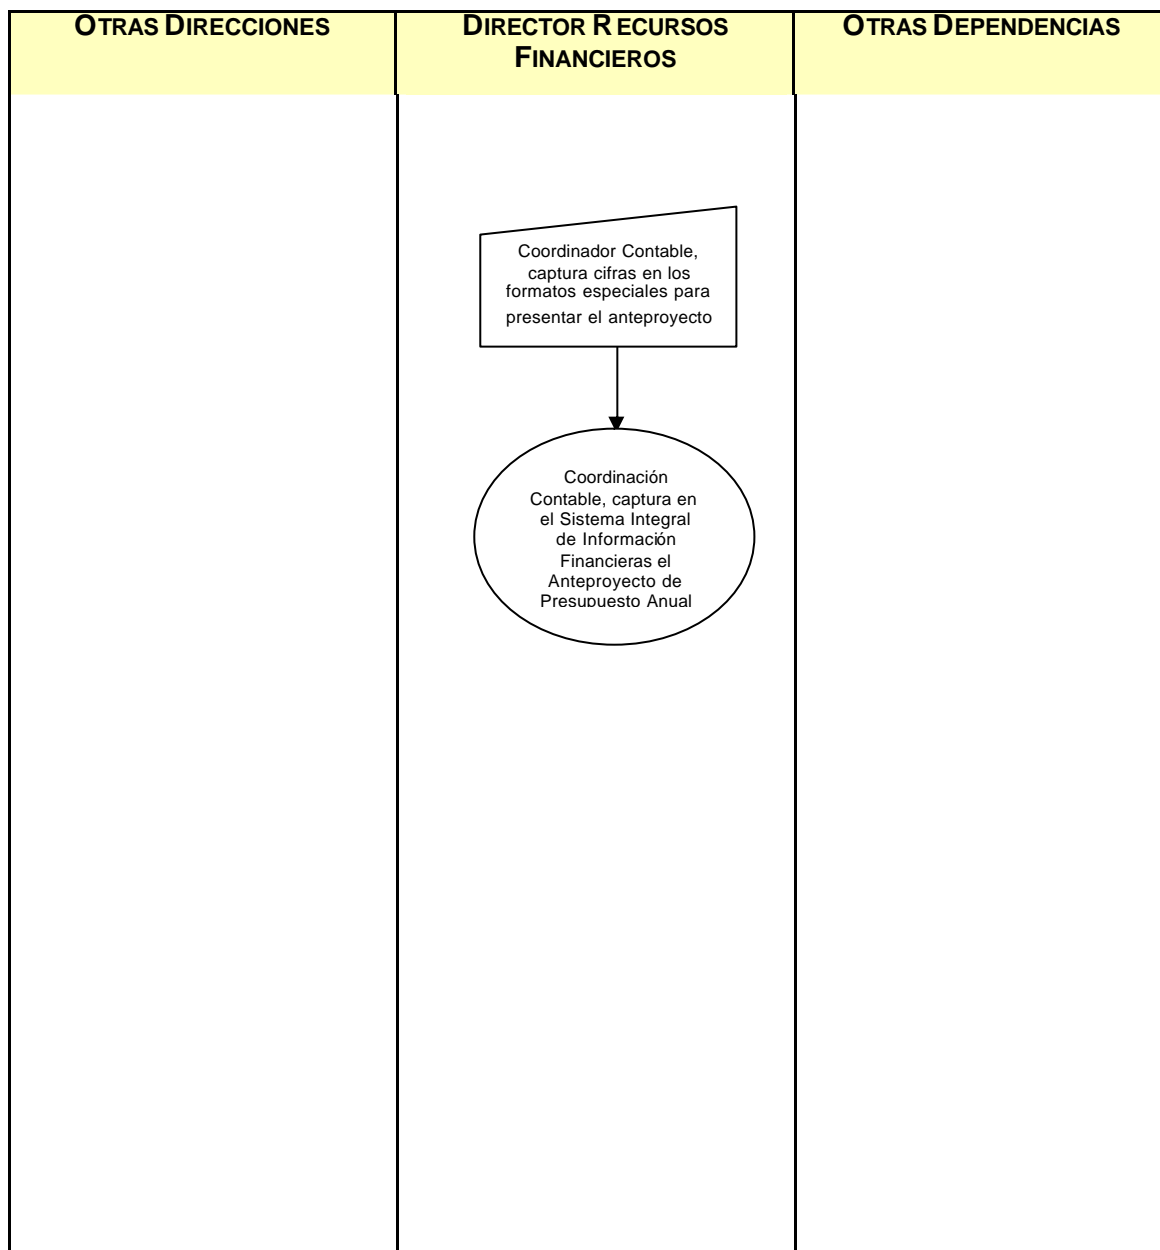 OTRAS DIRECCIONES
DIRECTOR RECURSOS
FINANCIEROS
OTRAS DEPENDENCIAS
Coordinador Contable,
captura cifras en los
formatos especiales para
presentar el anteproyecto
Coordinación
Contable, captura en
el Sistema Integral
de Información
Financieras el
Anteproyecto de
Presupuesto Anual